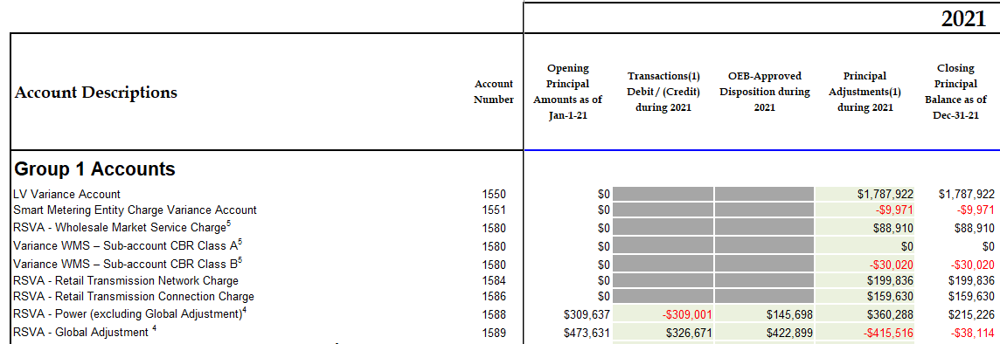 2021
Account Descriptions
Account
Number
Opening
Principal
Amounts as of
Jan-1-21
Transactions(1)
Debit / (Credit)
during 2021
OEB-Approved
Disposition during
2021
Principal
Adjustments(1)
during 2021
Closing
Principal
Balance as of
Dec-31-21
Group 1 Accounts
LV Variance Account 1550 $0 $1,787,922 $1,787,922
Smart Metering Entity Charge Variance Account 1551 $0 -$9,971 -$9,971
RSVA - Wholesale Market Service Charge5 1580 $0 $88,910 $88,910
Variance WMS – Sub-account CBR Class A5 1580 $0 $0 $0
Variance WMS – Sub-account CBR Class B5 1580 $0 -$30,020 -$30,020
RSVA - Retail Transmission Network Charge 1584 $0 $199,836 $199,836
RSVA - Retail Transmission Connection Charge 1586 $0 $159,630 $159,630
RSVA - Power (excluding Global Adjustment)4 1588 $309,637 -$309,001 $145,698 $360,288 $215,226
RSVA - Global Adjustment 4 1589 $473,631 $326,671 $422,899 -$415,516 -$38,114